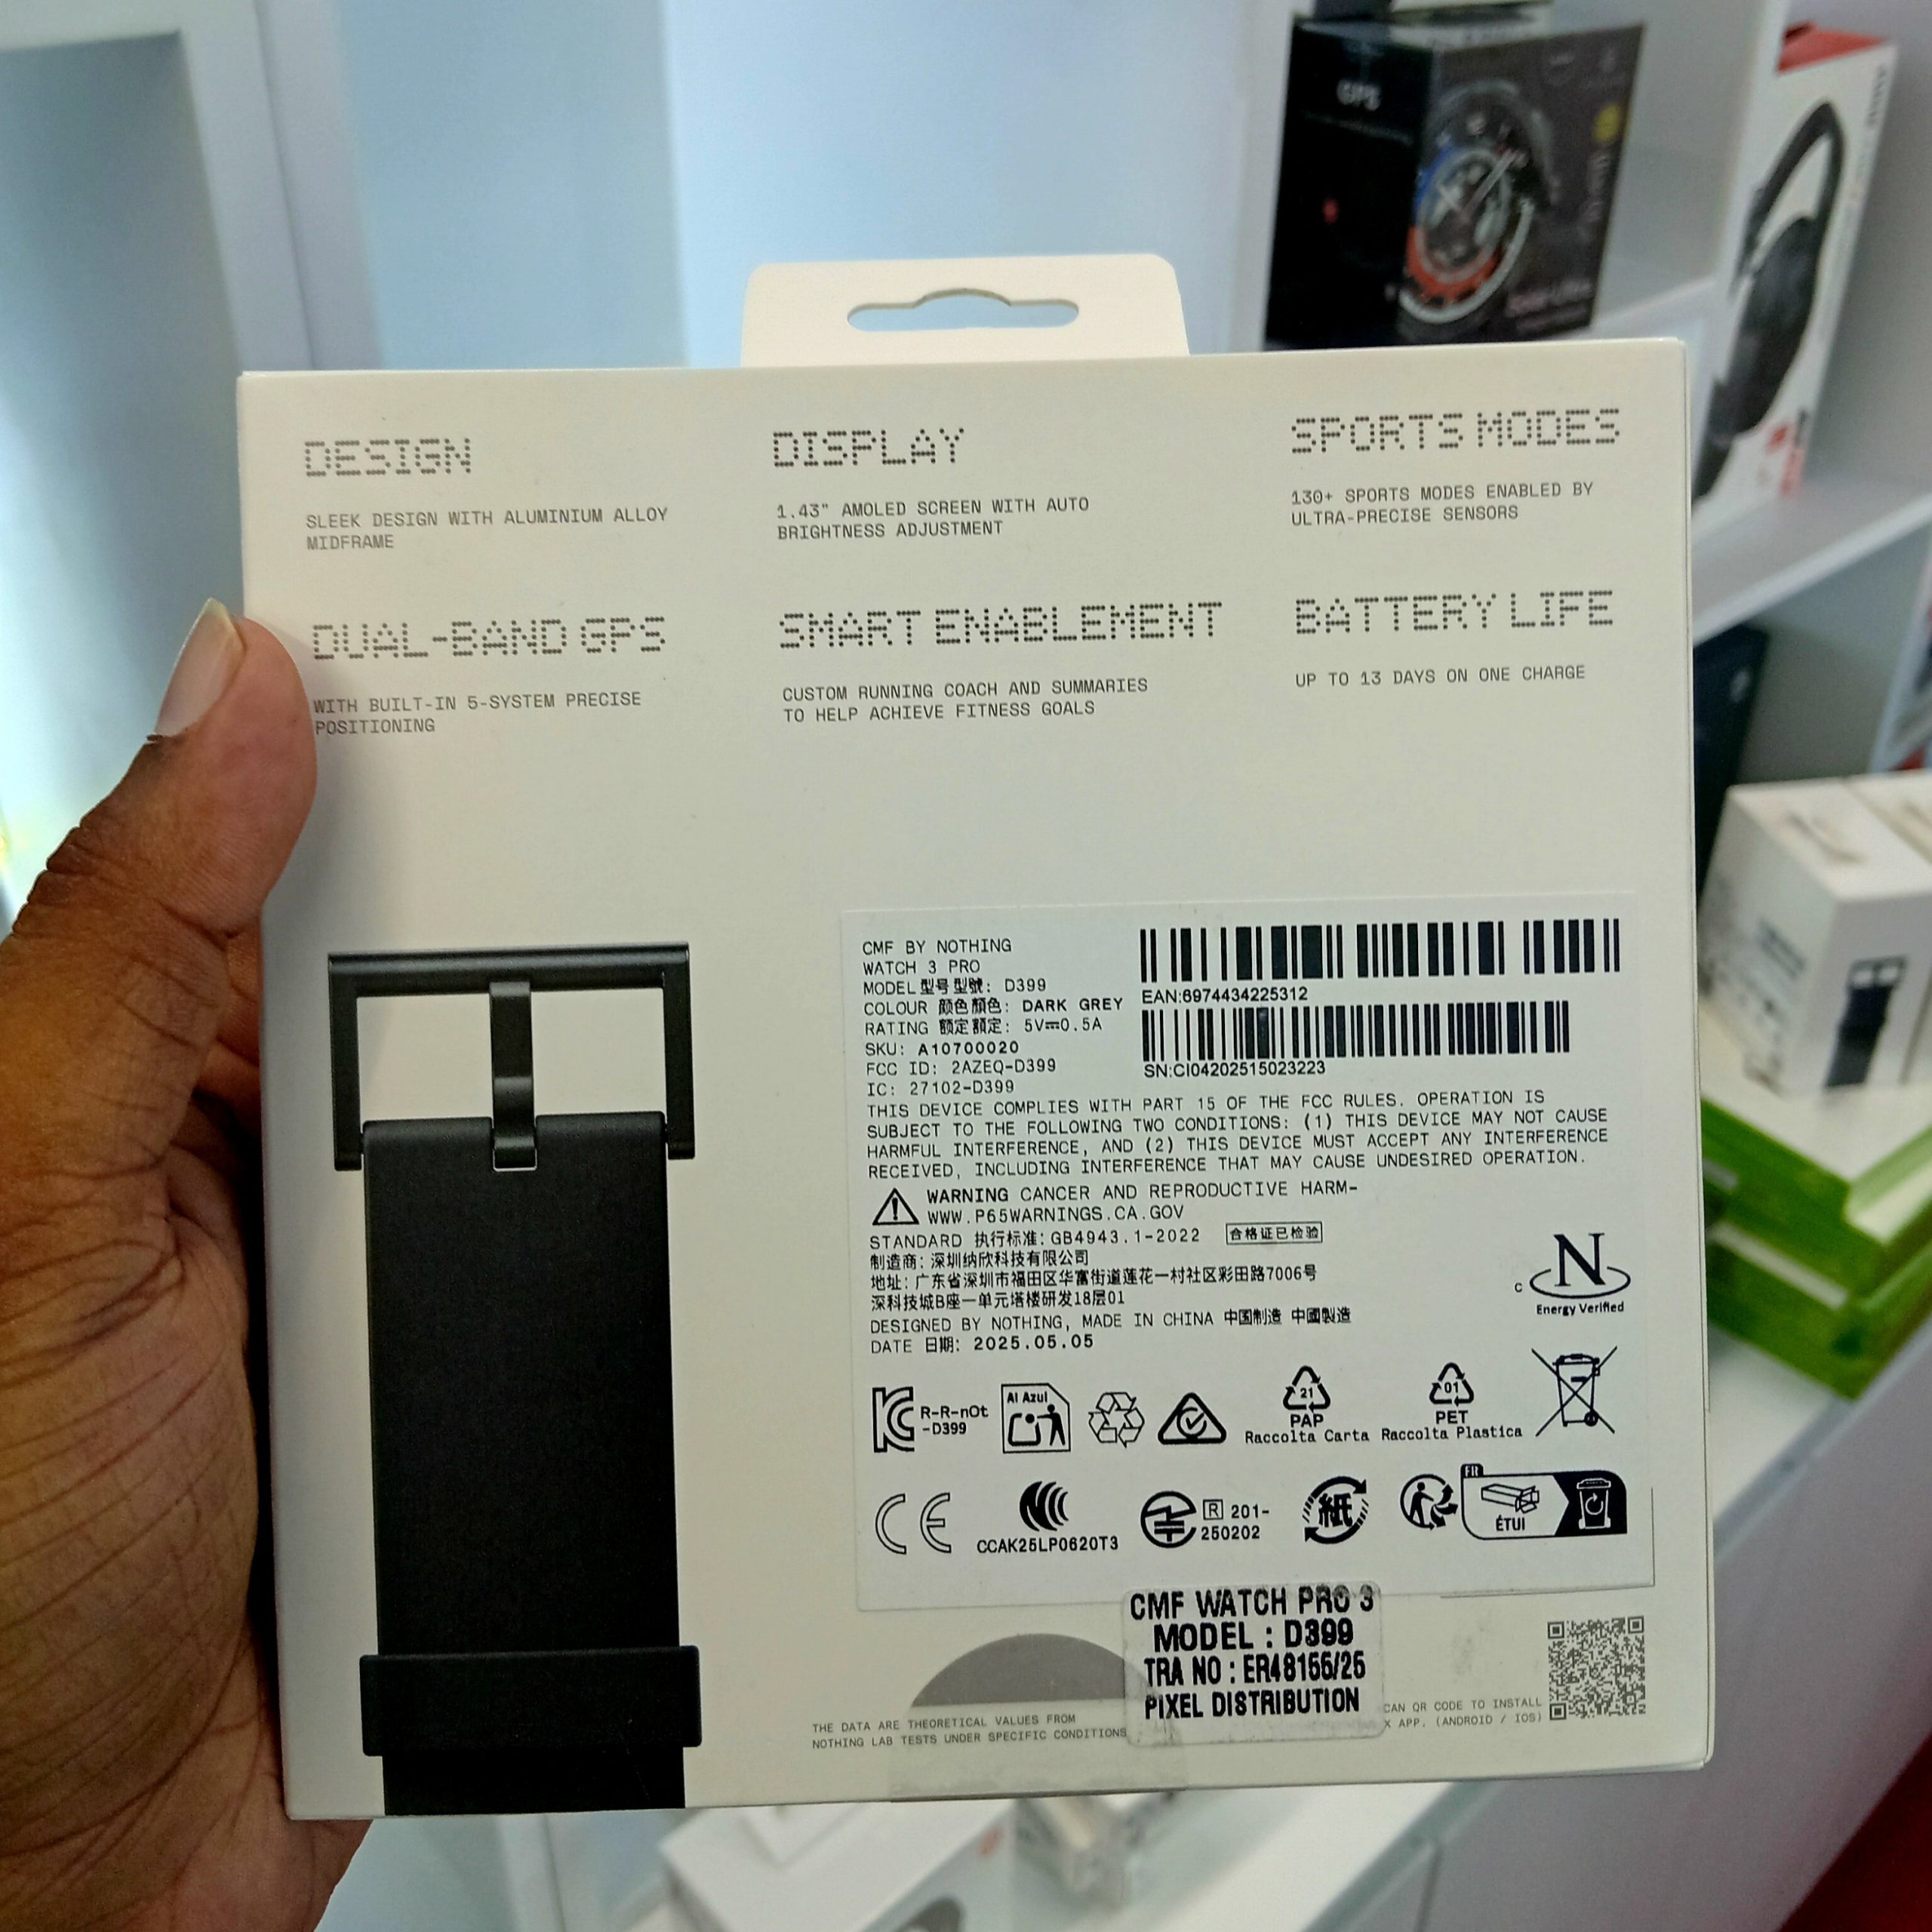 DESIGN
SLEEK DESIGN WITH ALUMINIUM ALLOY
MIDFRAME
DISPLAY
1.43" AMOLED SCREEN WITH AUTO
BRIGHTNESS ADJUSTMENT
SPORTS MODES
130+ SPORTS MODES ENABLED BY
ULTRA-PRECISE SENSORS
DUAL-BAND GPS
WITH BUILT-IN 5-SYSTEM PRECISE
POSITIONING
SMART ENABLEMENT
CUSTOM RUNNING COACH AND SUMMARIES
TO HELP ACHIEVE FITNESS GOALS
BATTERY LIFE
UP TO 13 DAYS ON ONE CHARGE
CMF BY NOTHING
WATCH 3 PRO
MODEL 型号 型號: D399
COLOUR 颜色 顏色: DARK GREY
RATING 额定 額定: 5V⎓0.5A
SKU: A10700020
FCC ID: 2AZEQ-D399
IC: 27102-D399
EAN:6974434225312
SN:CI04202515023223
THIS DEVICE COMPLIES WITH PART 15 OF THE FCC RULES. OPERATION IS
SUBJECT TO THE FOLLOWING TWO CONDITIONS: (1) THIS DEVICE MAY NOT CAUSE
HARMFUL INTERFERENCE, AND (2) THIS DEVICE MUST ACCEPT ANY INTERFERENCE
RECEIVED, INCLUDING INTERFERENCE THAT MAY CAUSE UNDESIRED OPERATION.
WARNING CANCER AND REPRODUCTIVE HARM-
WWW.P65WARNINGS.CA.GOV
STANDARD 执行标准: GB4943.1-2022 合格证已检验
制造商: 深圳纳欣科技有限公司
地址: 广东省深圳市福田区华富街道莲花一村社区彩田路7006号
深科技城B座一单元塔楼研发18层01
DESIGNED BY NOTHING, MADE IN CHINA 中国制造 中國製造
DATE 日期: 2025.05.05
C N
Energy Verified
R-R-nOt
-D399
Al Azul
21
PAP
Raccolta Carta
01
PET
Raccolta Plastica
CE
CCAK25LP0620T3
R 201-
250202
紙
FR
ÉTUI
CMF WATCH PRO 3
MODEL : D399
TRA NO : ER48155/25
PIXEL DISTRIBUTION
THE DATA ARE THEORETICAL VALUES FROM
NOTHING LAB TESTS UNDER SPECIFIC CONDITIONS
CAN QR CODE TO INSTALL
X APP. (ANDROID / IOS)
GPS